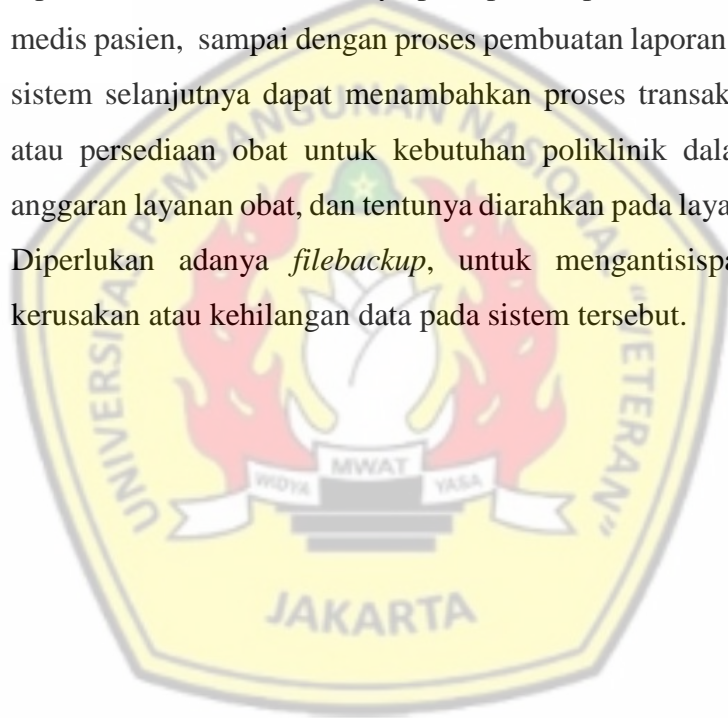 medis pasien, sampai dengan proses pembuatan laporan
sistem selanjutnya dapat menambahkan proses transak
atau persediaan obat untuk kebutuhan poliklinik dala
anggaran layanan obat, dan tentunya diarahkan pada laya
Diperlukan adanya filebackup, untuk mengantisispa
kerusakan atau kehilangan data pada sistem tersebut.
UNIVERSITAS PEMBANGUNAN NASIONAL "VETERAN"
WIDYA MWAT YASA
JAKARTA